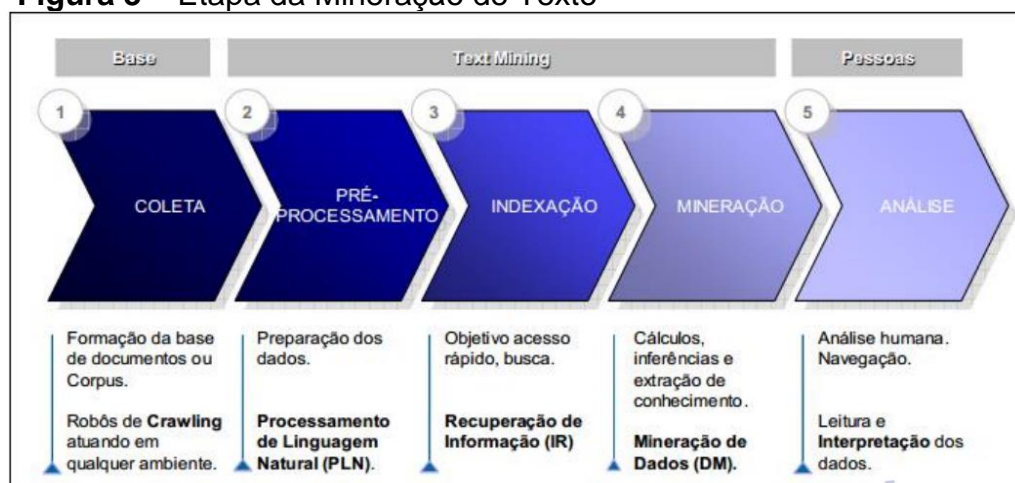 Figura – Etapa da Mineração de Texto
Base
Text Mining
Pessoas
1
2
3
4
5
COLETA
PRÉ-
PROCESSAMENTO
INDEXAÇÃO
MINERAÇÃO
ANÁLISE
Formação da base
de documentos ou
Corpus.
Robôs de Crawling
atuando em
qualquer ambiente.
Preparação dos
dados.
Processamento
de Linguagem
Natural (PLN).
Objetivo acesso
rápido, busca.
Recuperação de
Informação (IR)
Cálculos,
inferências e
extração de
conhecimento.
Mineração de
Dados (DM).
Análise humana.
Navegação.
Leitura e
Interpretação dos
dados.